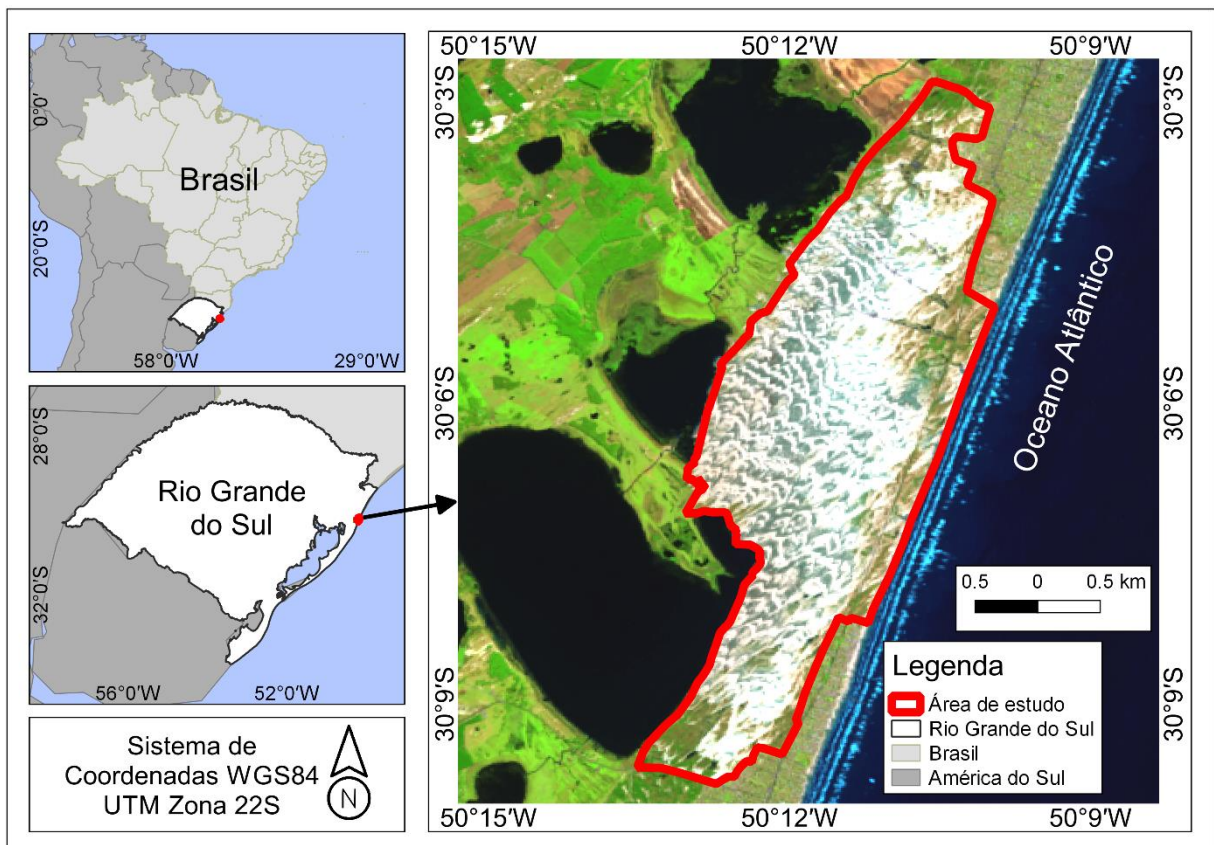 Brasil
0°0'
20°0'S
58°0'W
29°0'W
Rio Grande
do Sul
28°0'S
32°0'S
56°0'W
52°0'W
Sistema de
Coordenadas WGS84
UTM Zona 22S
N
50°15'W
50°12'W
50°9'W
30°3'S
30°3'S
30°6'S
30°6'S
30°9'S
30°9'S
Oceano Atlântico
0.5
0
0.5 km
Legenda
Área de estudo
Rio Grande do Sul
Brasil
América do Sul
50°15'W
50°12'W
50°9'W